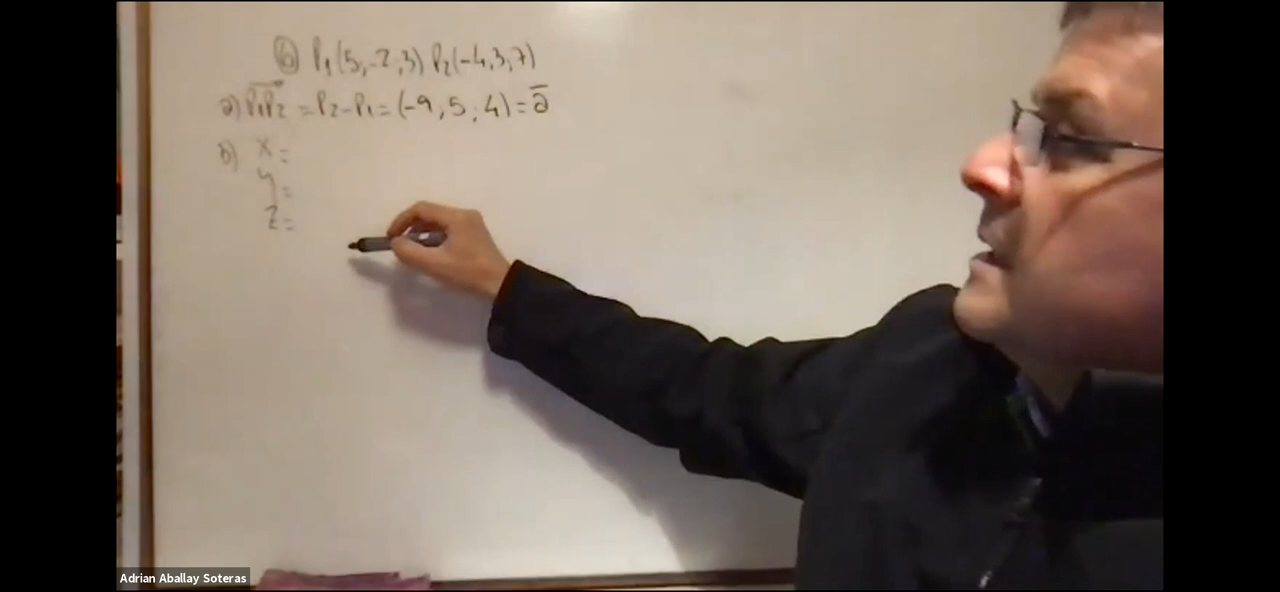 ⑥ P₁(5;-2;3) P₂(-4;3;7)
a) P₁P₂ = P₂-P₁ = (-9;5;4) = a̅
b) x =
y =
z =
Adrian Aballay Soteras